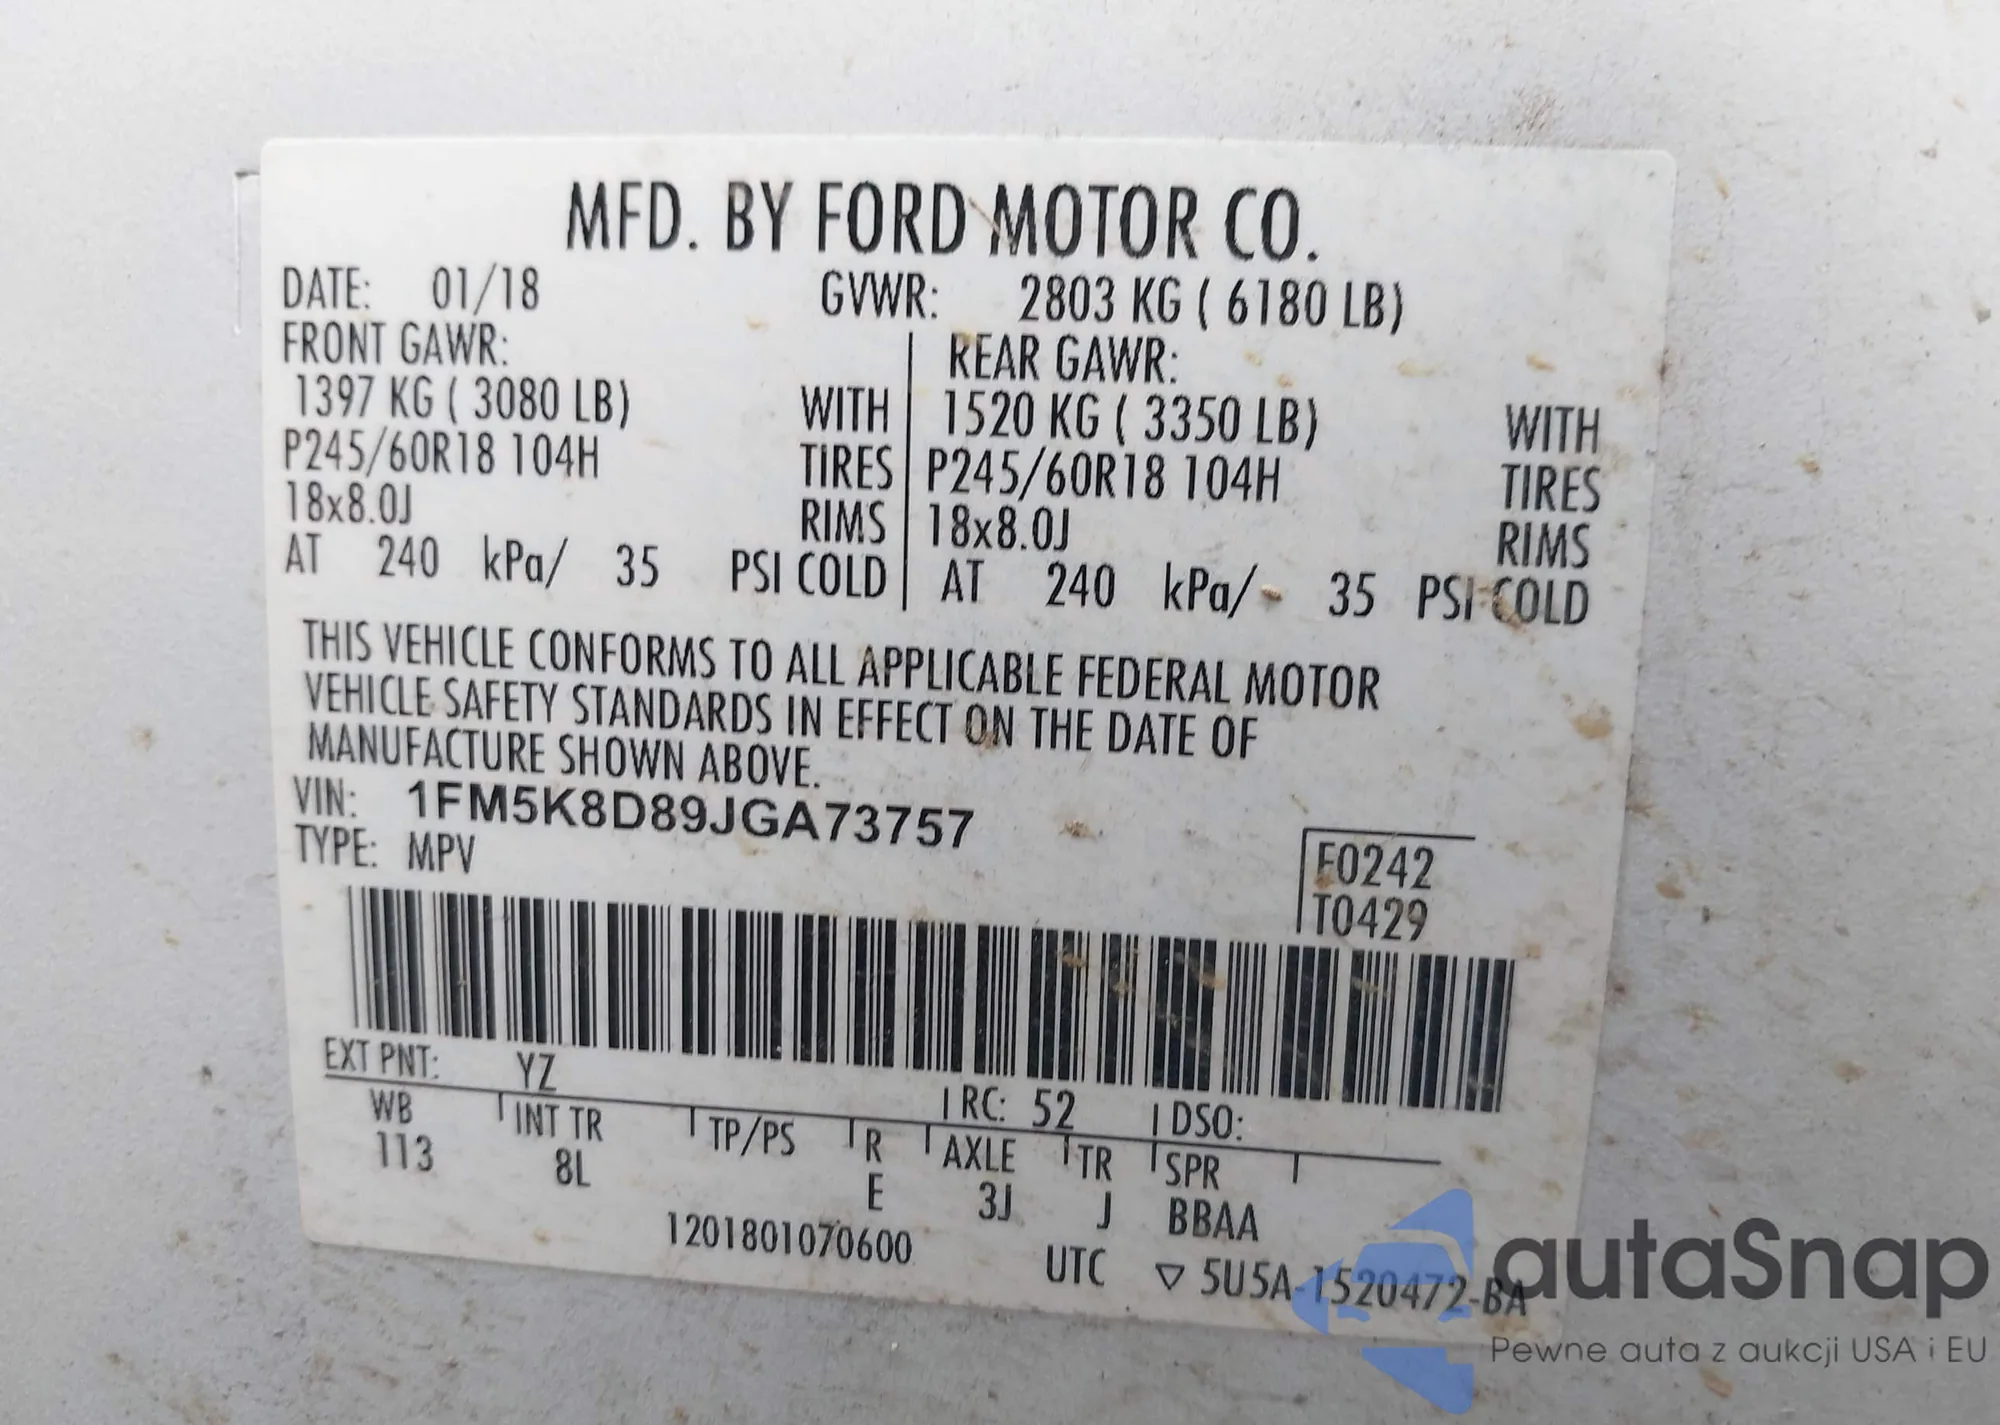 MFD. BY FORD MOTOR CO.
DATE: 01/18 GVWR: 2803 KG ( 6180 LB)
FRONT GAWR: REAR GAWR:
1397 KG ( 3080 LB) WITH 1520 KG ( 3350 LB) WITH
P245/60R18 104H TIRES P245/60R18 104H TIRES
18x8.0J RIMS 18x8.0J RIMS
AT 240 kPa/ 35 PSI COLD AT 240 kPa/ 35 PSI COLD
THIS VEHICLE CONFORMS TO ALL APPLICABLE FEDERAL MOTOR
VEHICLE SAFETY STANDARDS IN EFFECT ON THE DATE OF
MANUFACTURE SHOWN ABOVE.
VIN: 1FM5K8D89JGA73757
TYPE: MPV
F0242
T0429
EXT PNT: YZ RC: 52 DSO:
WB INT TR TP/PS R AXLE TR SPR
113 8L E 3J J BBAA
1201801070600 UTC ▽ 5U5A-1520472-BA
autaSnap
Pewne auta z aukcji USA i EU